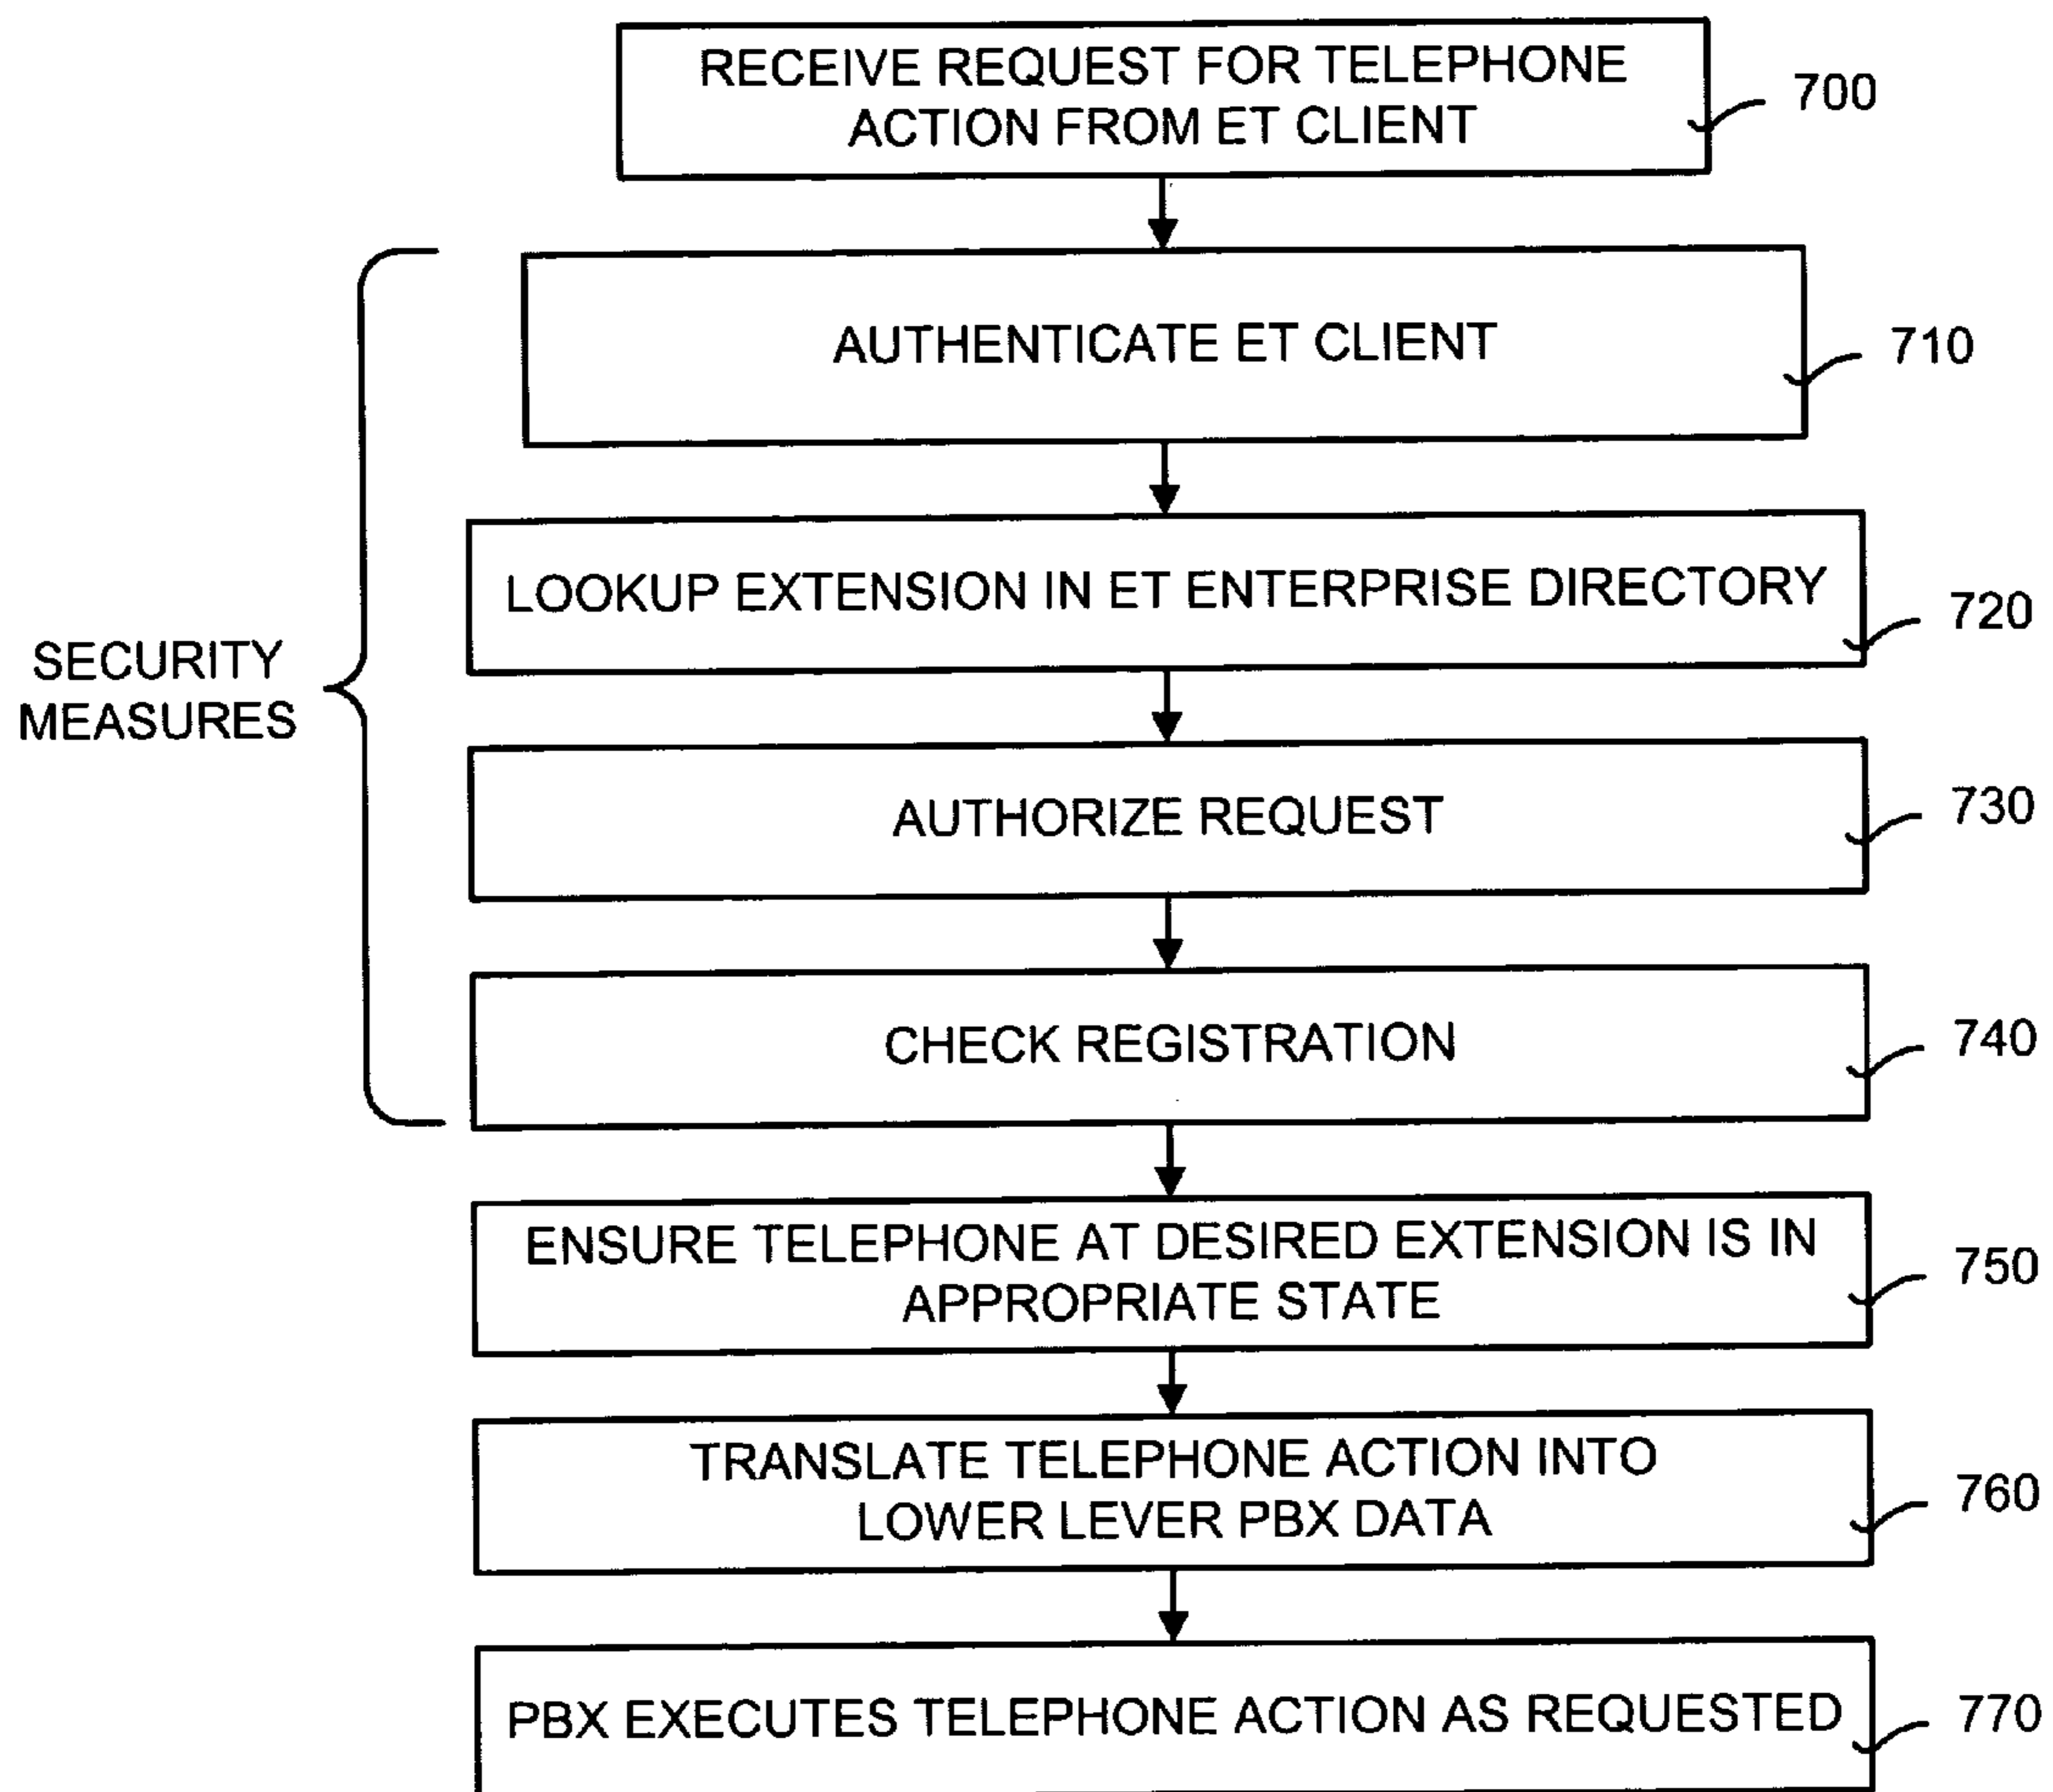 RECEIVE REQUEST FOR TELEPHONE
ACTION FROM ET CLIENT
700
AUTHENTICATE ET CLIENT
710
LOOKUP EXTENSION IN ET ENTERPRISE DIRECTORY
720
SECURITY
MEASURES
AUTHORIZE REQUEST
730
CHECK REGISTRATION
740
ENSURE TELEPHONE AT DESIRED EXTENSION IS IN
APPROPRIATE STATE
750
TRANSLATE TELEPHONE ACTION INTO
LOWER LEVER PBX DATA
760
PBX EXECUTES TELEPHONE ACTION AS REQUESTED
770